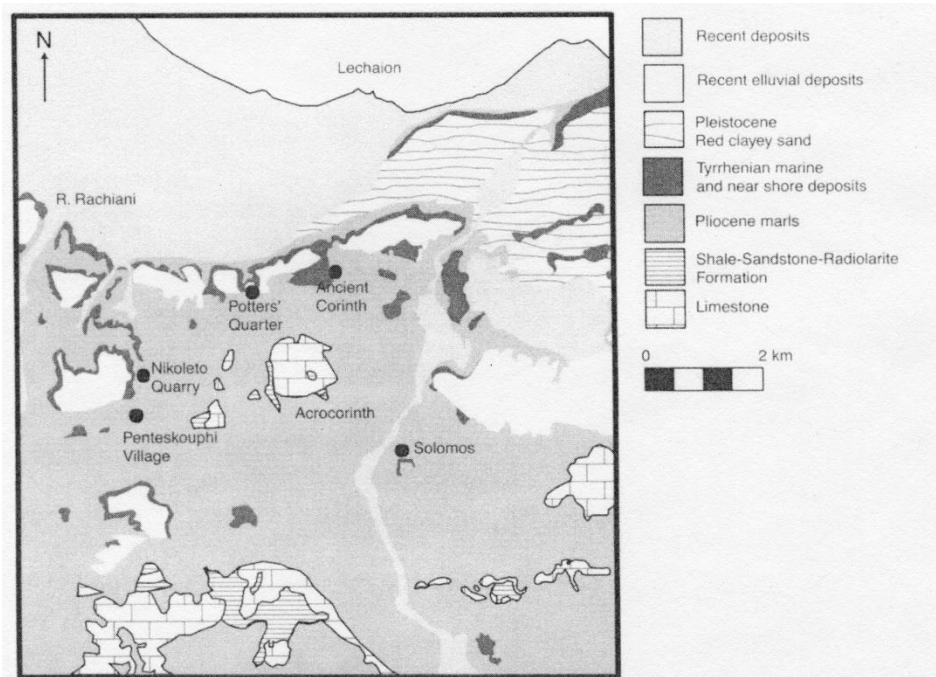 N
Lechaion
R. Rachiani
Ancient
Corinth
Potters'
Quarter
Nikoleto
Quarry
Acrocorinth
Penteskouphi
Village
Solomos
Recent deposits
Recent elluvial deposits
Pleistocene
Red clayey sand
Tyrrhenian marine
and near shore deposits
Pliocene marls
Shale-Sandstone-Radiolarite
Formation
Limestone
0 2 km